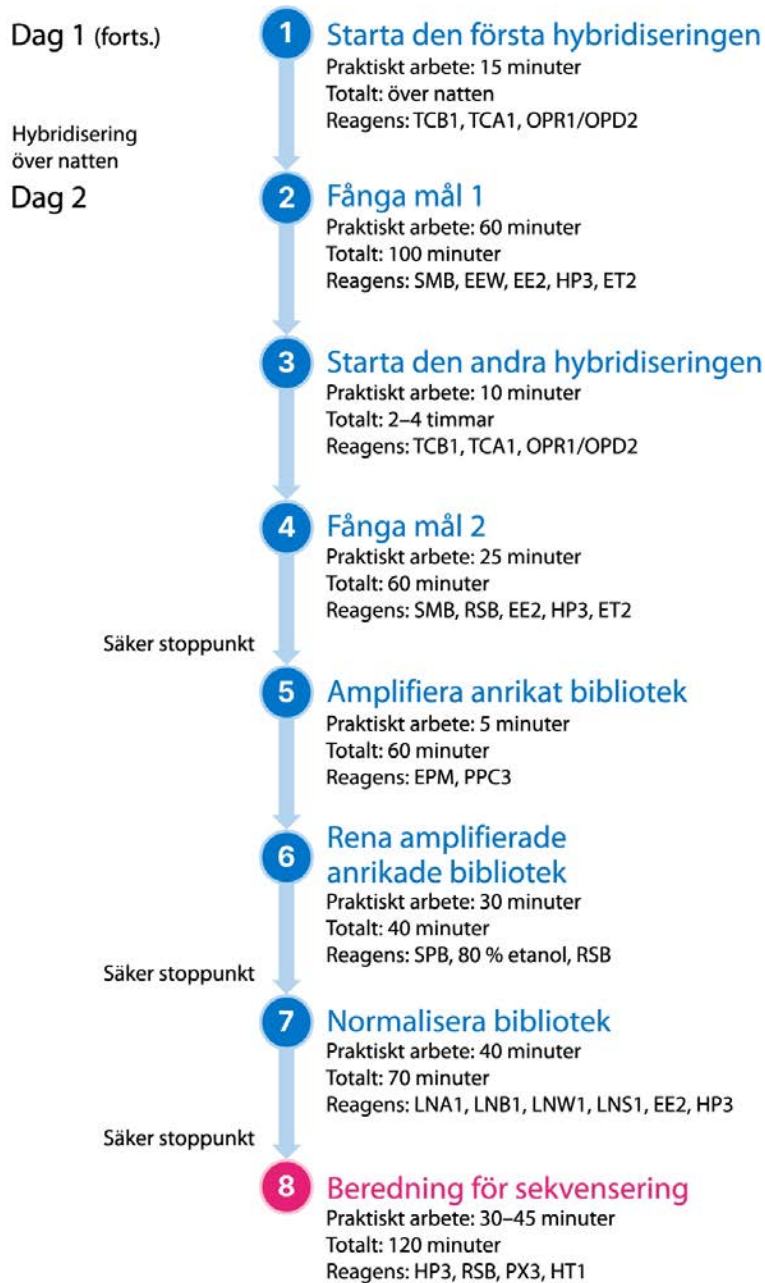 Dag 1 (forts.)
1
Starta den första hybridiseringen
Praktiskt arbete: 15 minuter
Totalt: över natten
Reagens: TCB1, TCA1, OPR1/OPD2
Hybridisering
över natten
Dag 2
2
Fånga mål 1
Praktiskt arbete: 60 minuter
Totalt: 100 minuter
Reagens: SMB, EEW, EE2, HP3, ET2
3
Starta den andra hybridiseringen
Praktiskt arbete: 10 minuter
Totalt: 2–4 timmar
Reagens: TCB1, TCA1, OPR1/OPD2
4
Fånga mål 2
Praktiskt arbete: 25 minuter
Totalt: 60 minuter
Reagens: SMB, RSB, EE2, HP3, ET2
Säker stoppunkt
5
Amplifiera anrikat bibliotek
Praktiskt arbete: 5 minuter
Totalt: 60 minuter
Reagens: EPM, PPC3
6
Rena amplifierade
anrikade bibliotek
Praktiskt arbete: 30 minuter
Totalt: 40 minuter
Reagens: SPB, 80 % etanol, RSB
Säker stoppunkt
7
Normalisera bibliotek
Praktiskt arbete: 40 minuter
Totalt: 70 minuter
Reagens: LNA1, LNB1, LNW1, LNS1, EE2, HP3
Säker stoppunkt
8
Beredning för sekvensering
Praktiskt arbete: 30–45 minuter
Totalt: 120 minuter
Reagens: HP3, RSB, PX3, HT1